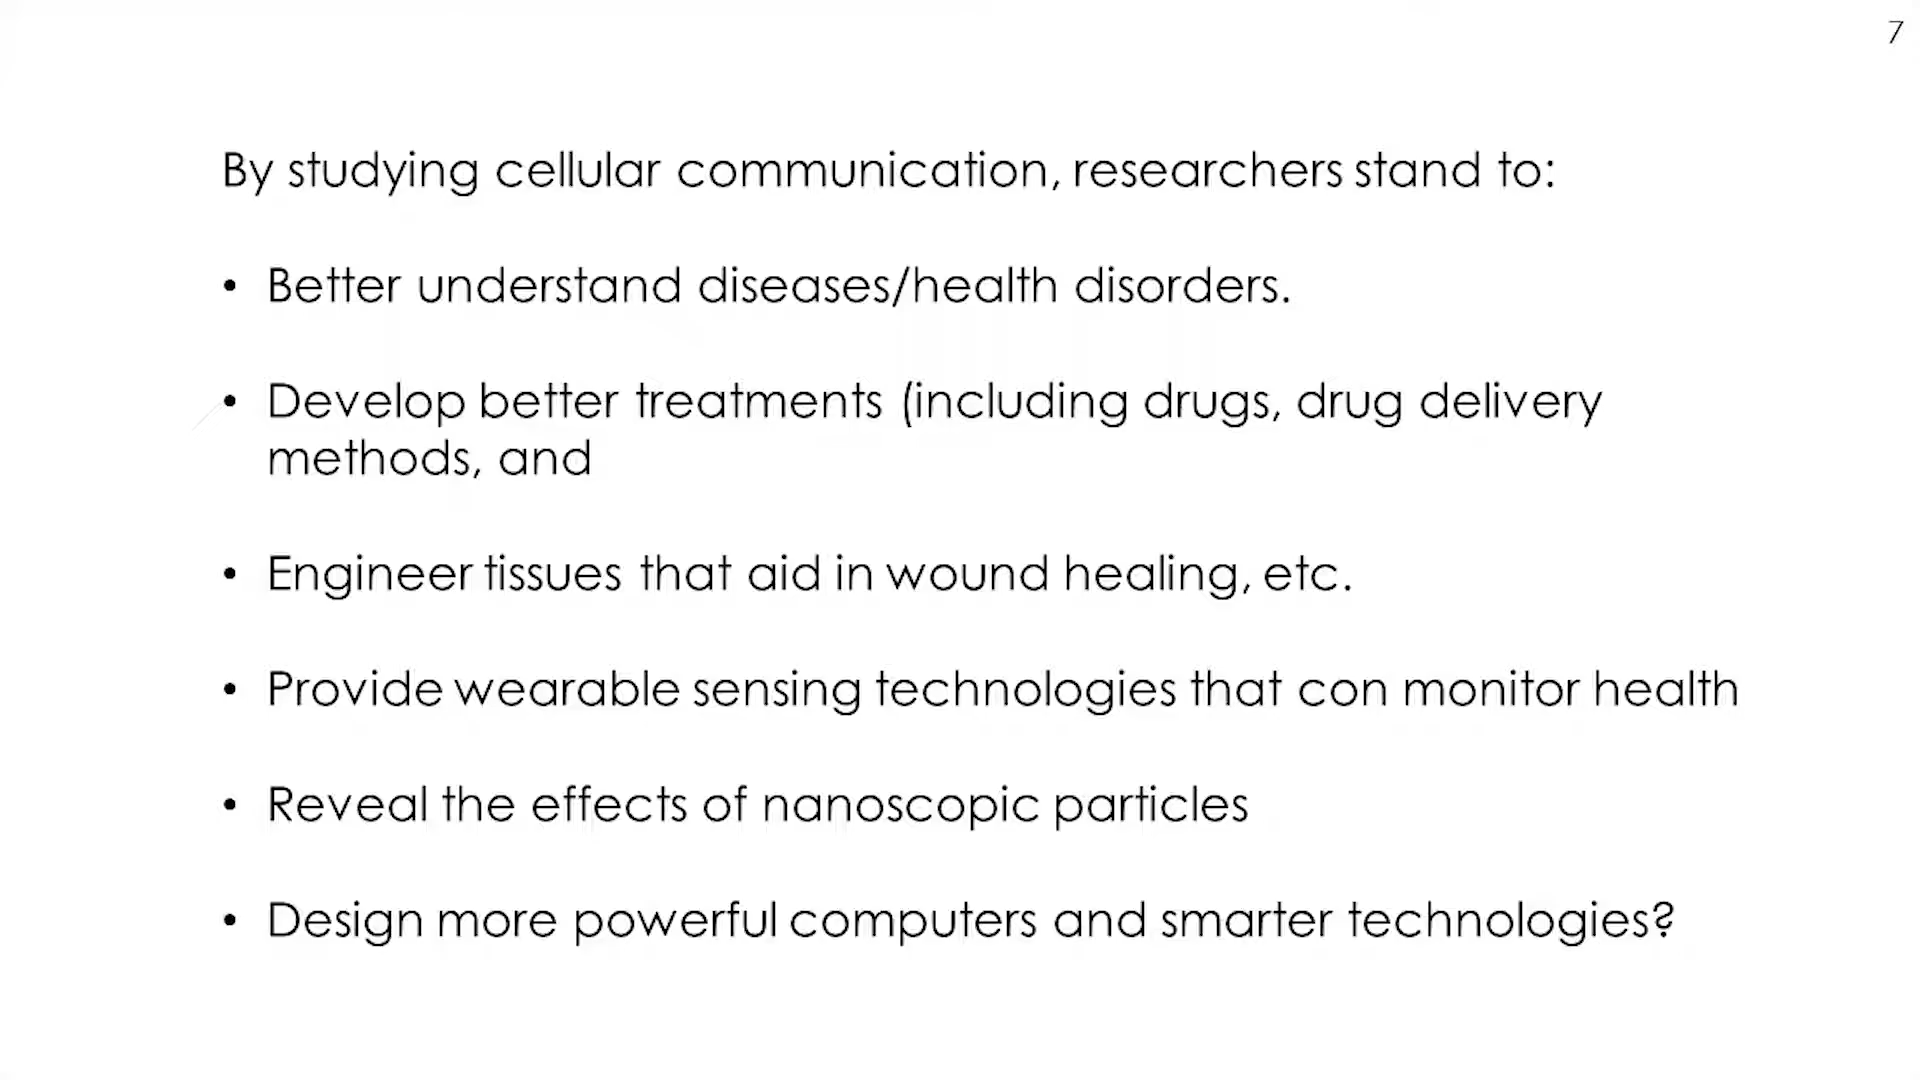 7
By studying cellular communication, researchers stand to:
• Better understand diseases/health disorders.
• Develop better treatments (including drugs, drug delivery
methods, and
• Engineer tissues that aid in wound healing, etc.
• Provide wearable sensing technologies that con monitor health
• Reveal the effects of nanoscopic particles
• Design more powerful computers and smarter technologies?